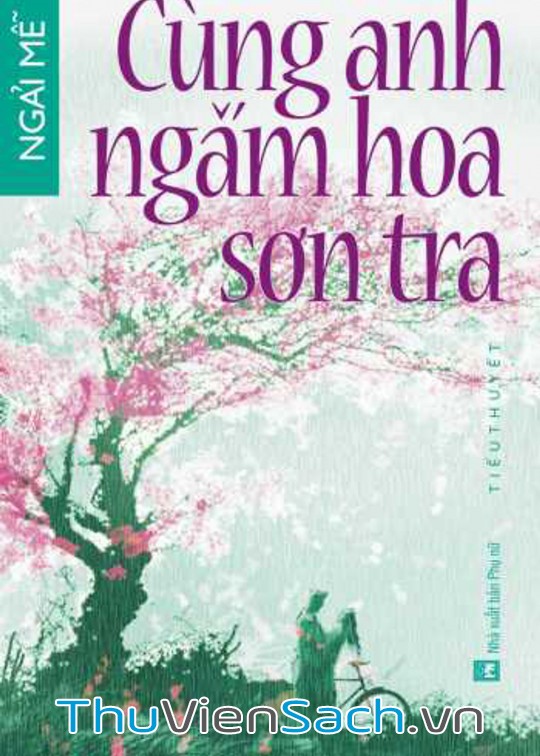 NGẢI MỄ
Cùng anh
ngắm hoa
sơn tra
TIỂU THUYẾT
Nhà xuất bản Phụ nữ
ThuVienSach.vn